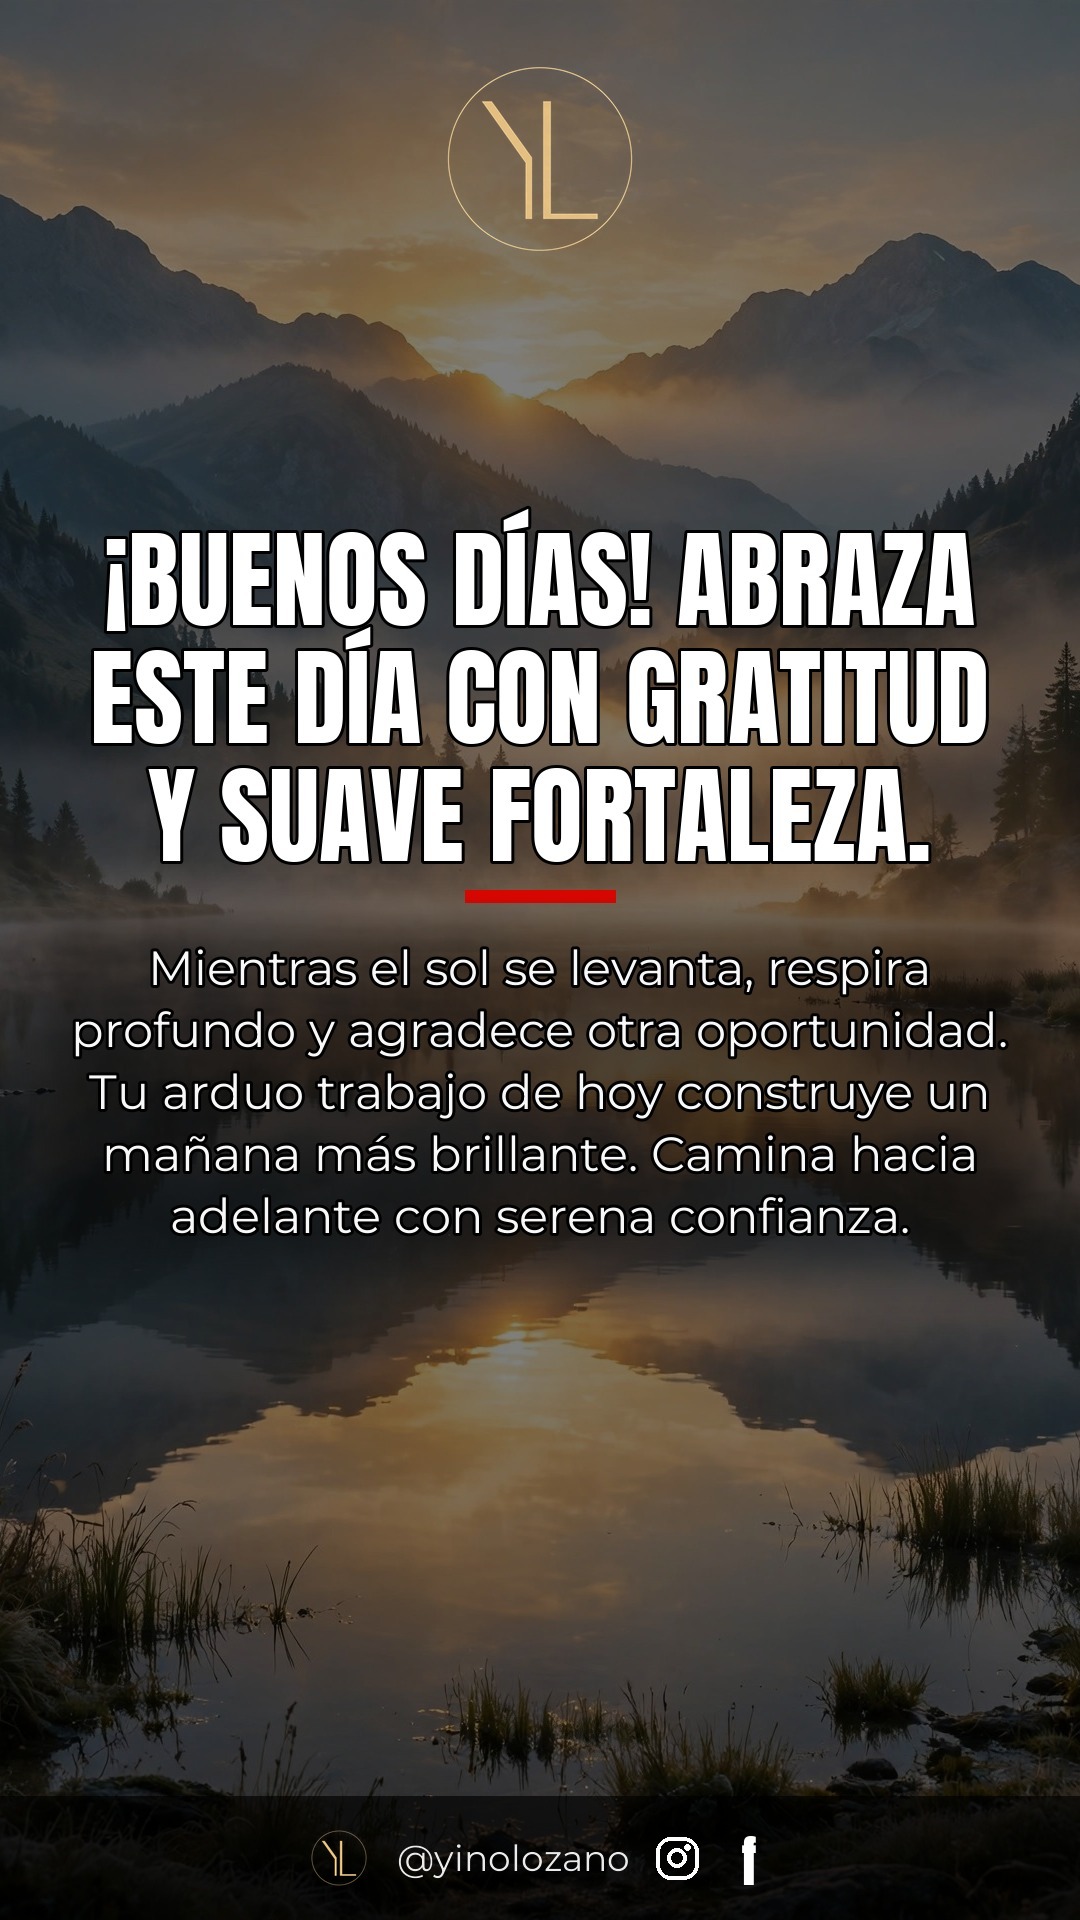 YL
¡BUENOS DÍAS! ABRAZA
ESTE DÍA CON GRATITUD
Y SUAVE FORTALEZA.
Mientras el sol se levanta, respira
profundo y agradece otra oportunidad.
Tu arduo trabajo de hoy construye un
mañana más brillante. Camina hacia
adelante con serena confianza.
YL @yinolozano